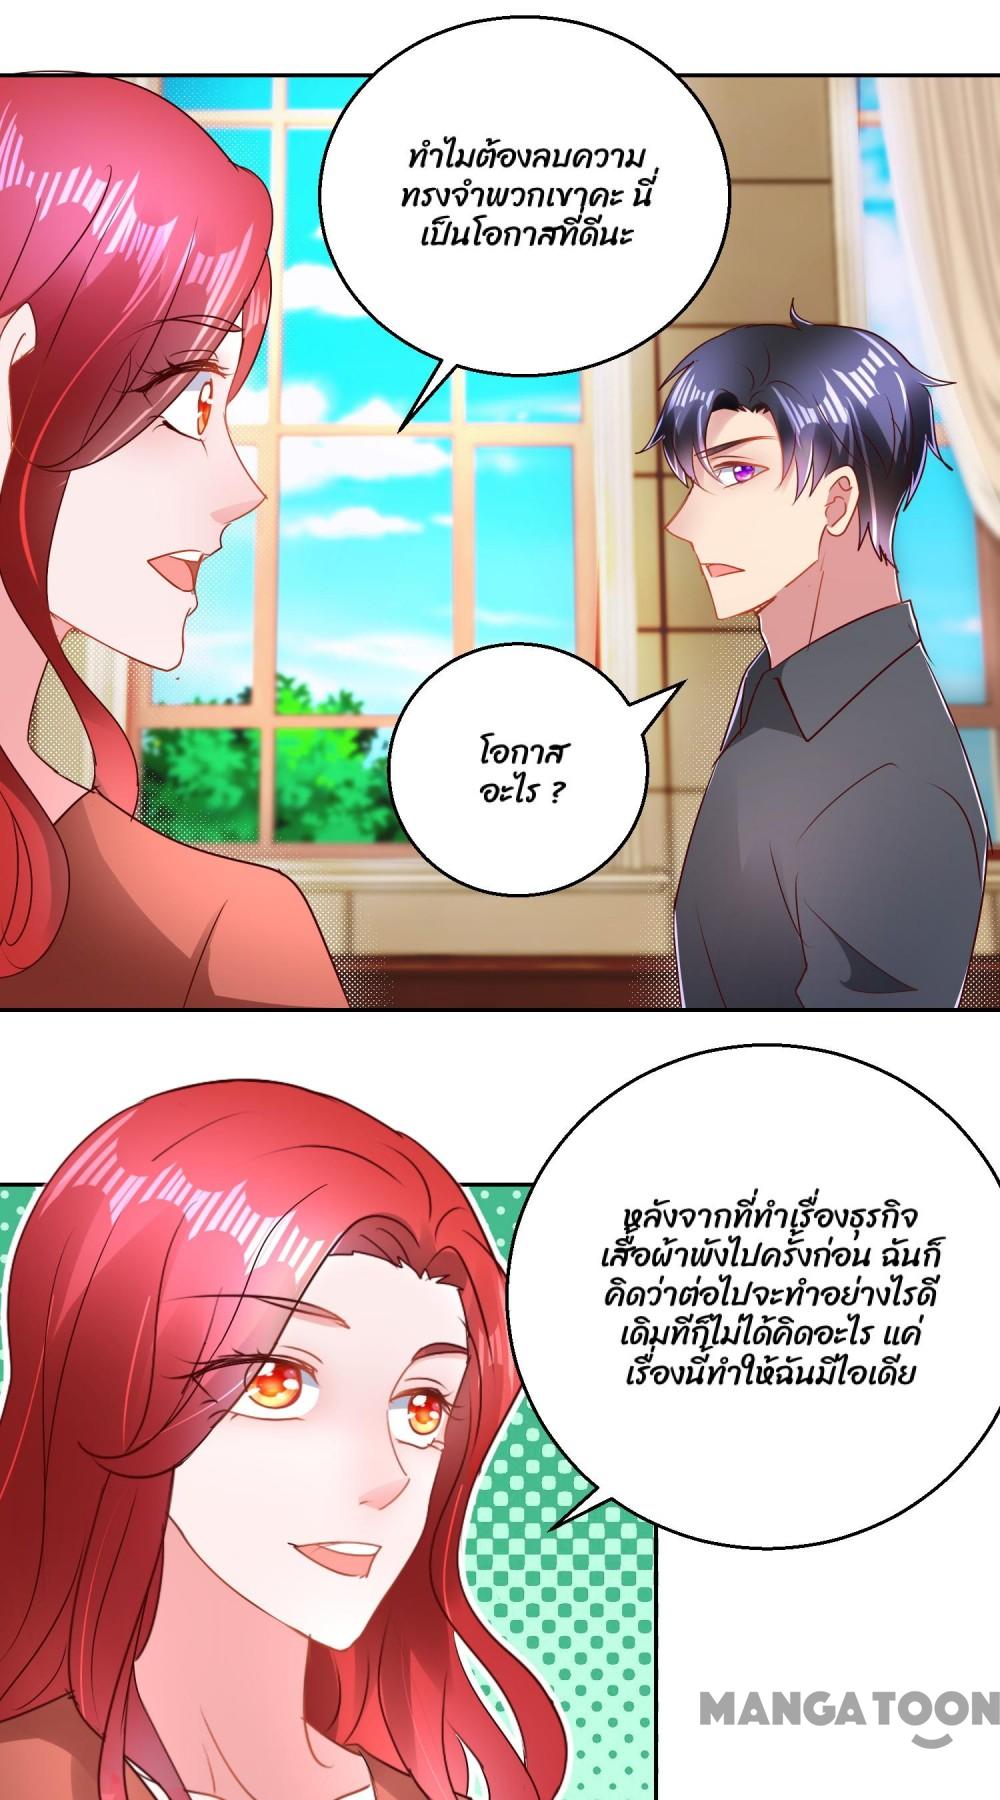 ทำไมต้องลบความ
ทรงจำพวกเขาคะ นี่
เป็นโอกาสที่ดีนะ
โอกาส
อะไร ?
หลังจากที่ทำเรื่องธุรกิจ
เสื้อผ้าพังไปครั้งก่อน ฉันก็
คิดว่าต่อไปจะทำอย่างไรดี
เดิมทีก็ไม่ได้คิดอะไร แค่
เรื่องนี้ทำให้ฉันมีไอเดีย
MANGATOON